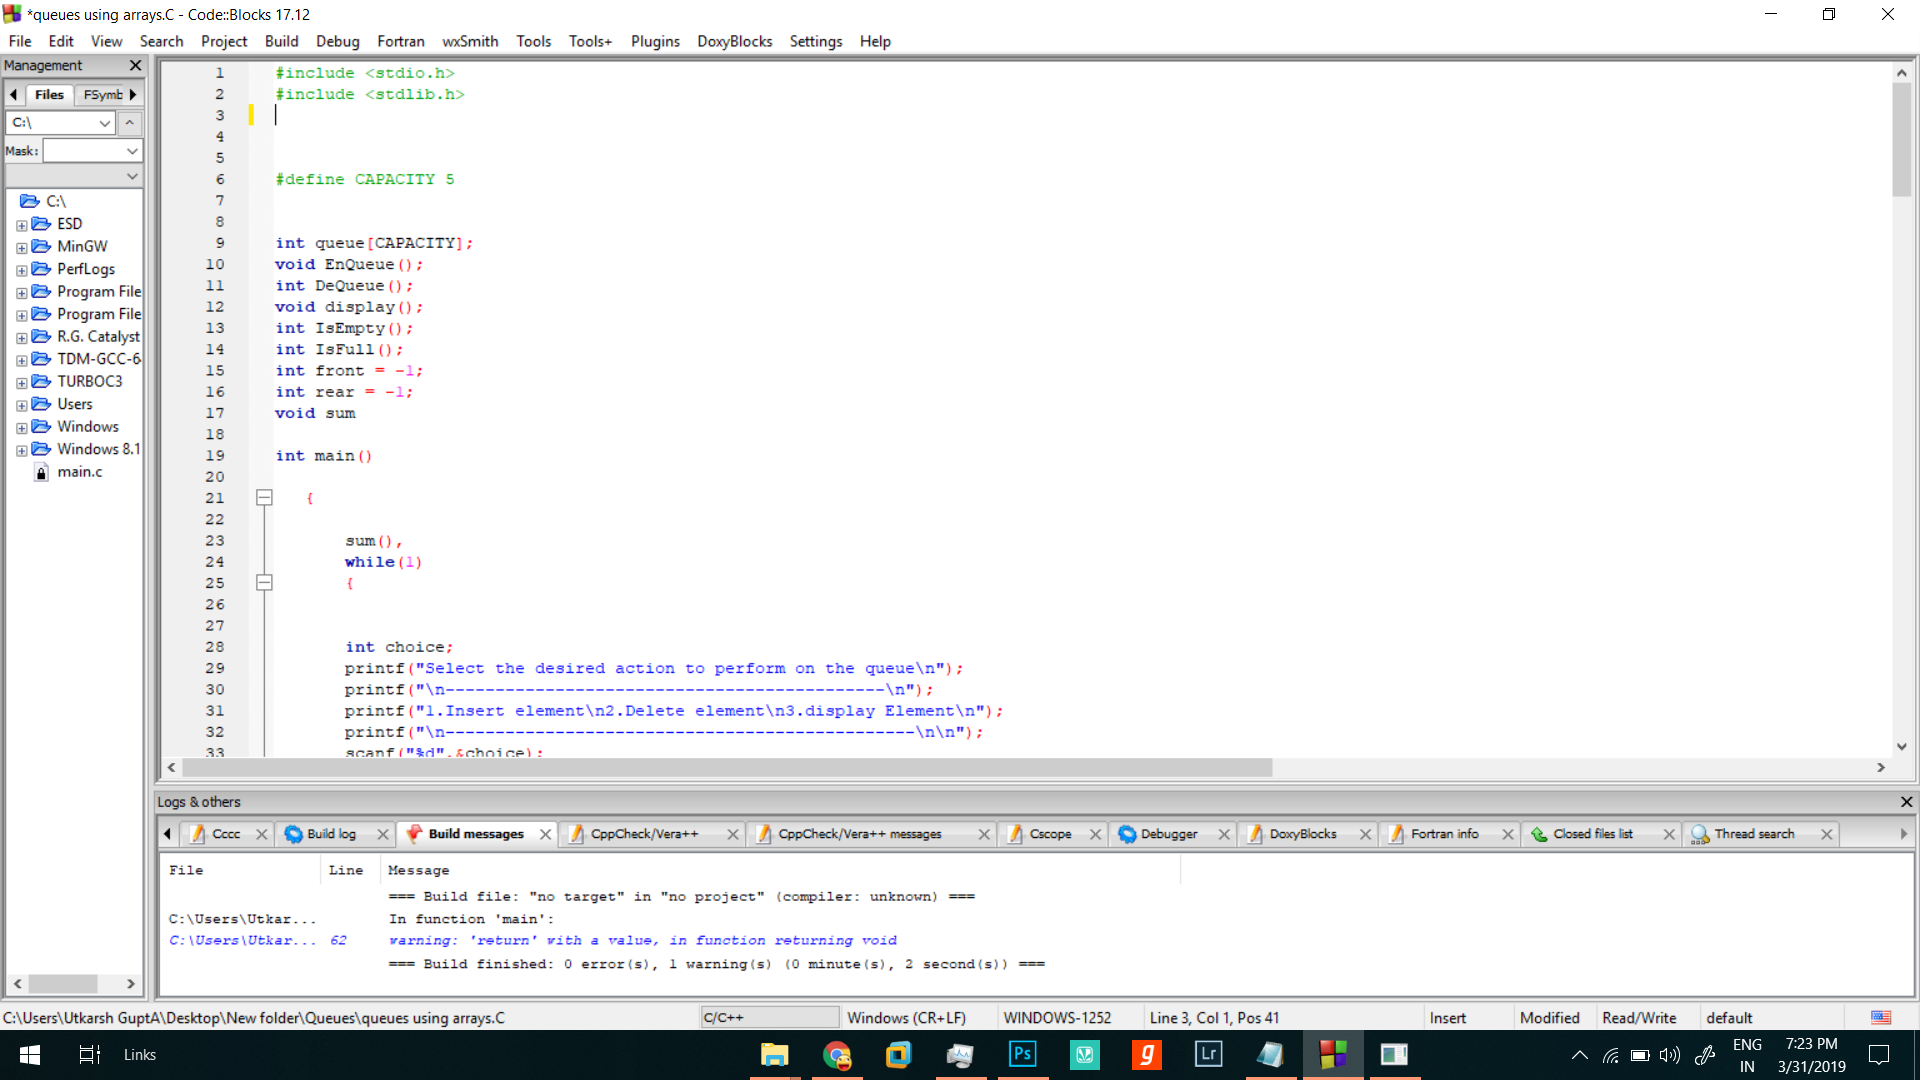 *queues using arrays.C - Code::Blocks 17.12
File Edit View Search Project Build Debug Fortran wxSmith Tools Tools+ Plugins DoxyBlocks Settings Help
Management
Files FSymb
C:\
Mask:
C:\
ESD
MinGW
PerfLogs
Program File
Program File
R.G. Catalyst
TDM-GCC-6
TURBOC3
Users
Windows
Windows 8.1
main.c
1 #include <stdio.h>
2 #include <stdlib.h>
3
4
5
6 #define CAPACITY 5
7
8
9 int queue[CAPACITY];
10 void EnQueue();
11 int DeQueue();
12 void display();
13 int IsEmpty();
14 int IsFull();
15 int front = -1;
16 int rear = -1;
17 void sum
18
19 int main()
20
21 {
22
23 sum(),
24 while(1)
25 {
26
27
28 int choice;
29 printf("Select the desired action to perform on the queue\n");
30 printf("\n--------------------------------------------\n");
31 printf("1.Insert element\n2.Delete element\n3.display Element\n");
32 printf("\n-----------------------------------------------\n\n");
33 scanf("%d",&choice);
Logs & others
Cccc Build log Build messages CppCheck/Vera++ CppCheck/Vera++ messages Cscope Debugger DoxyBlocks Fortran info Closed files list Thread search
File Line Message
=== Build file: "no target" in "no project" (compiler: unknown) ===
C:\Users\Utkar... In function 'main':
C:\Users\Utkar... 62 warning: 'return' with a value, in function returning void
=== Build finished: 0 error(s), 1 warning(s) (0 minute(s), 2 second(s)) ===
C:\Users\Utkarsh GuptA\Desktop\New folder\Queues\queues using arrays.C C/C++ Windows (CR+LF) WINDOWS-1252 Line 3, Col 1, Pos 41 Insert Modified Read/Write default
Links
Ps
g
Lr
ENG
IN
7:23 PM
3/31/2019